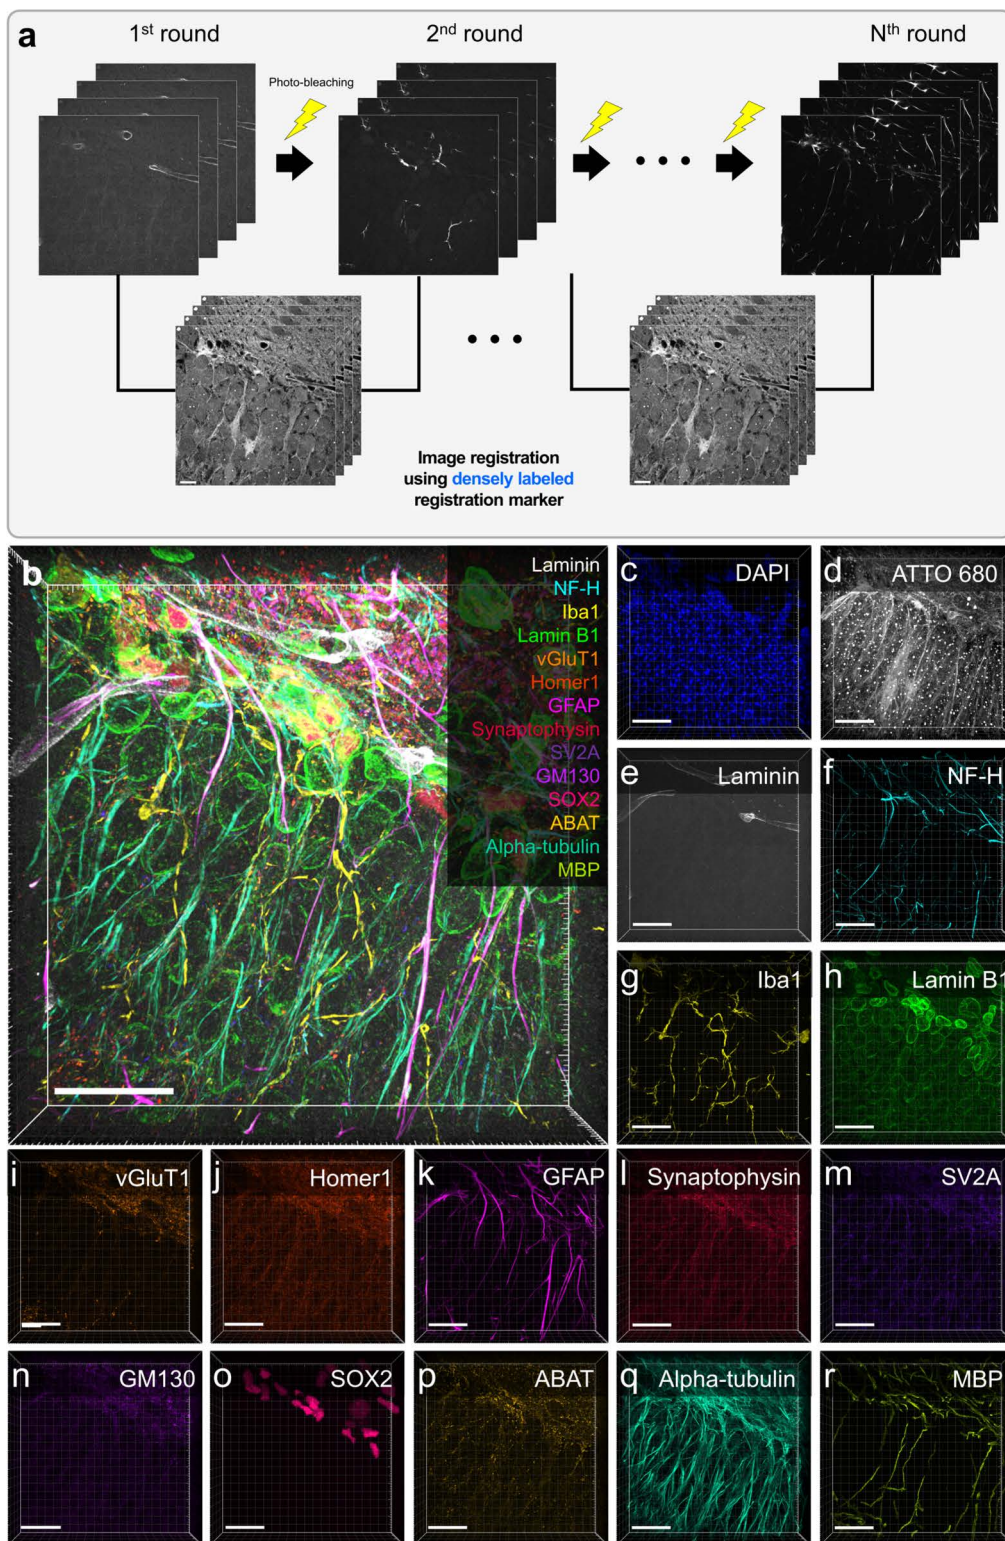 a
1st round
2nd round
Nth round
Photo-bleaching
Image registration
using densely labeled
registration marker
b
Laminin
NF-H
Iba1
Lamin B1
vGluT1
Homer1
GFAP
Synaptophysin
SV2A
GM130
SOX2
ABAT
Alpha-tubulin
MBP
c DAPI
d ATTO 680
e Laminin
f NF-H
g Iba1
h Lamin B1
i vGluT1
j Homer1
k GFAP
l Synaptophysin
m SV2A
n GM130
o SOX2
p ABAT
q Alpha-tubulin
r MBP